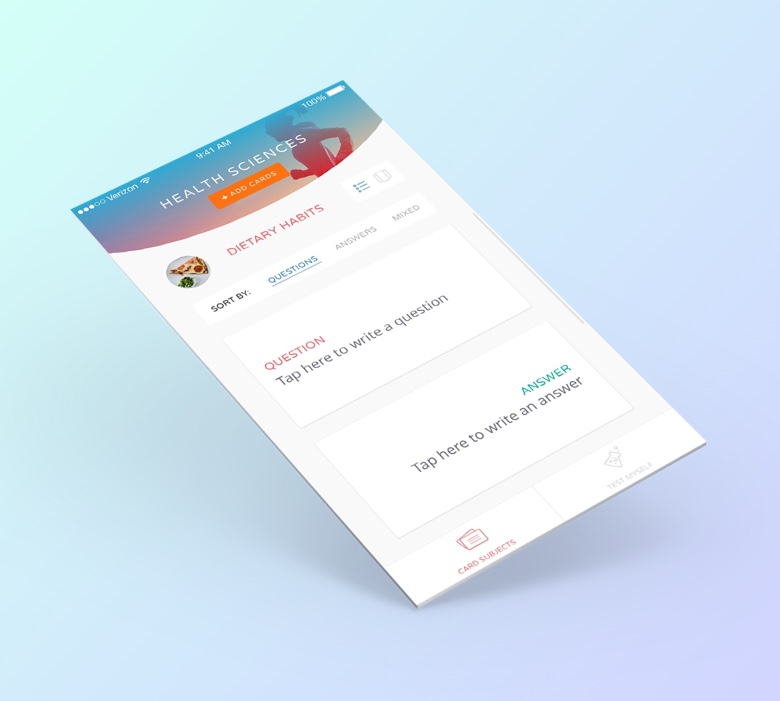 Verizon 9:41 AM 100%
HEALTH SCIENCES
+ ADD CARDS
DIETARY HABITS
SORT BY: QUESTIONS ANSWERS MIXED
QUESTION
Tap here to write a question
ANSWER
Tap here to write an answer
CARD SUBJECTS TEST MYSELF